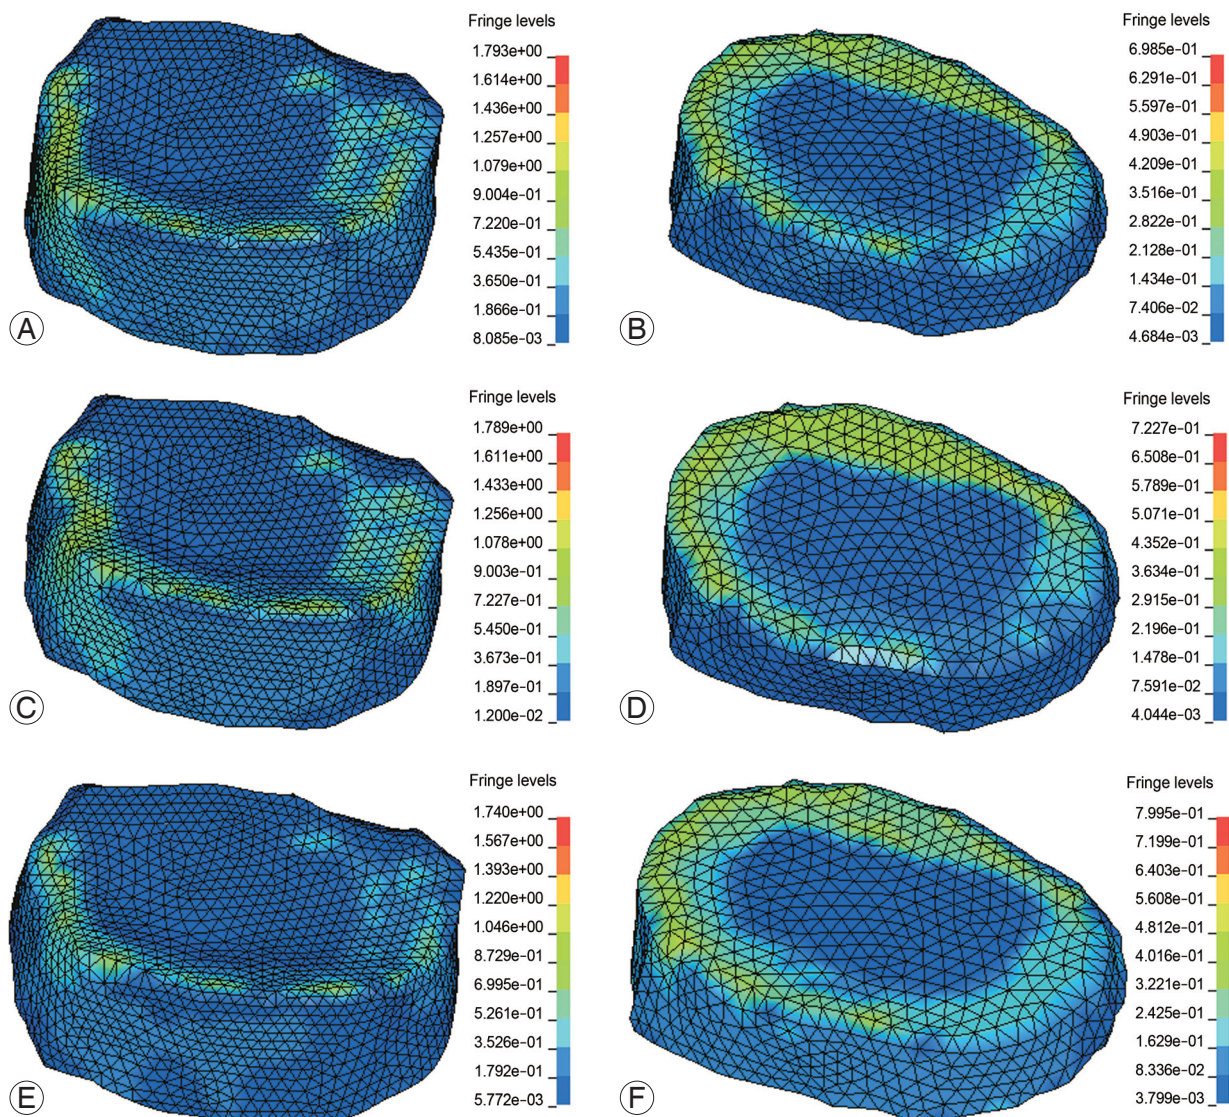 Fringe levels
1.793e+00
1.614e+00
1.436e+00
1.257e+00
1.079e+00
9.004e−01
7.220e−01
5.435e−01
3.650e−01
1.866e−01
8.085e−03
A
Fringe levels
6.985e−01
6.291e−01
5.597e−01
4.903e−01
4.209e−01
3.516e−01
2.822e−01
2.128e−01
1.434e−01
7.406e−02
4.684e−03
B
Fringe levels
1.789e+00
1.611e+00
1.433e+00
1.256e+00
1.078e+00
9.003e−01
7.227e−01
5.450e−01
3.673e−01
1.897e−01
1.200e−02
C
Fringe levels
7.227e−01
6.508e−01
5.789e−01
5.071e−01
4.352e−01
3.634e−01
2.915e−01
2.196e−01
1.478e−01
7.591e−02
4.044e−03
D
Fringe levels
1.740e+00
1.567e+00
1.393e+00
1.220e+00
1.046e+00
8.729e−01
6.995e−01
5.261e−01
3.526e−01
1.792e−01
5.772e−03
E
Fringe levels
7.995e−01
7.199e−01
6.403e−01
5.608e−01
4.812e−01
4.016e−01
3.221e−01
2.425e−01
1.629e−01
8.336e−02
3.799e−03
F